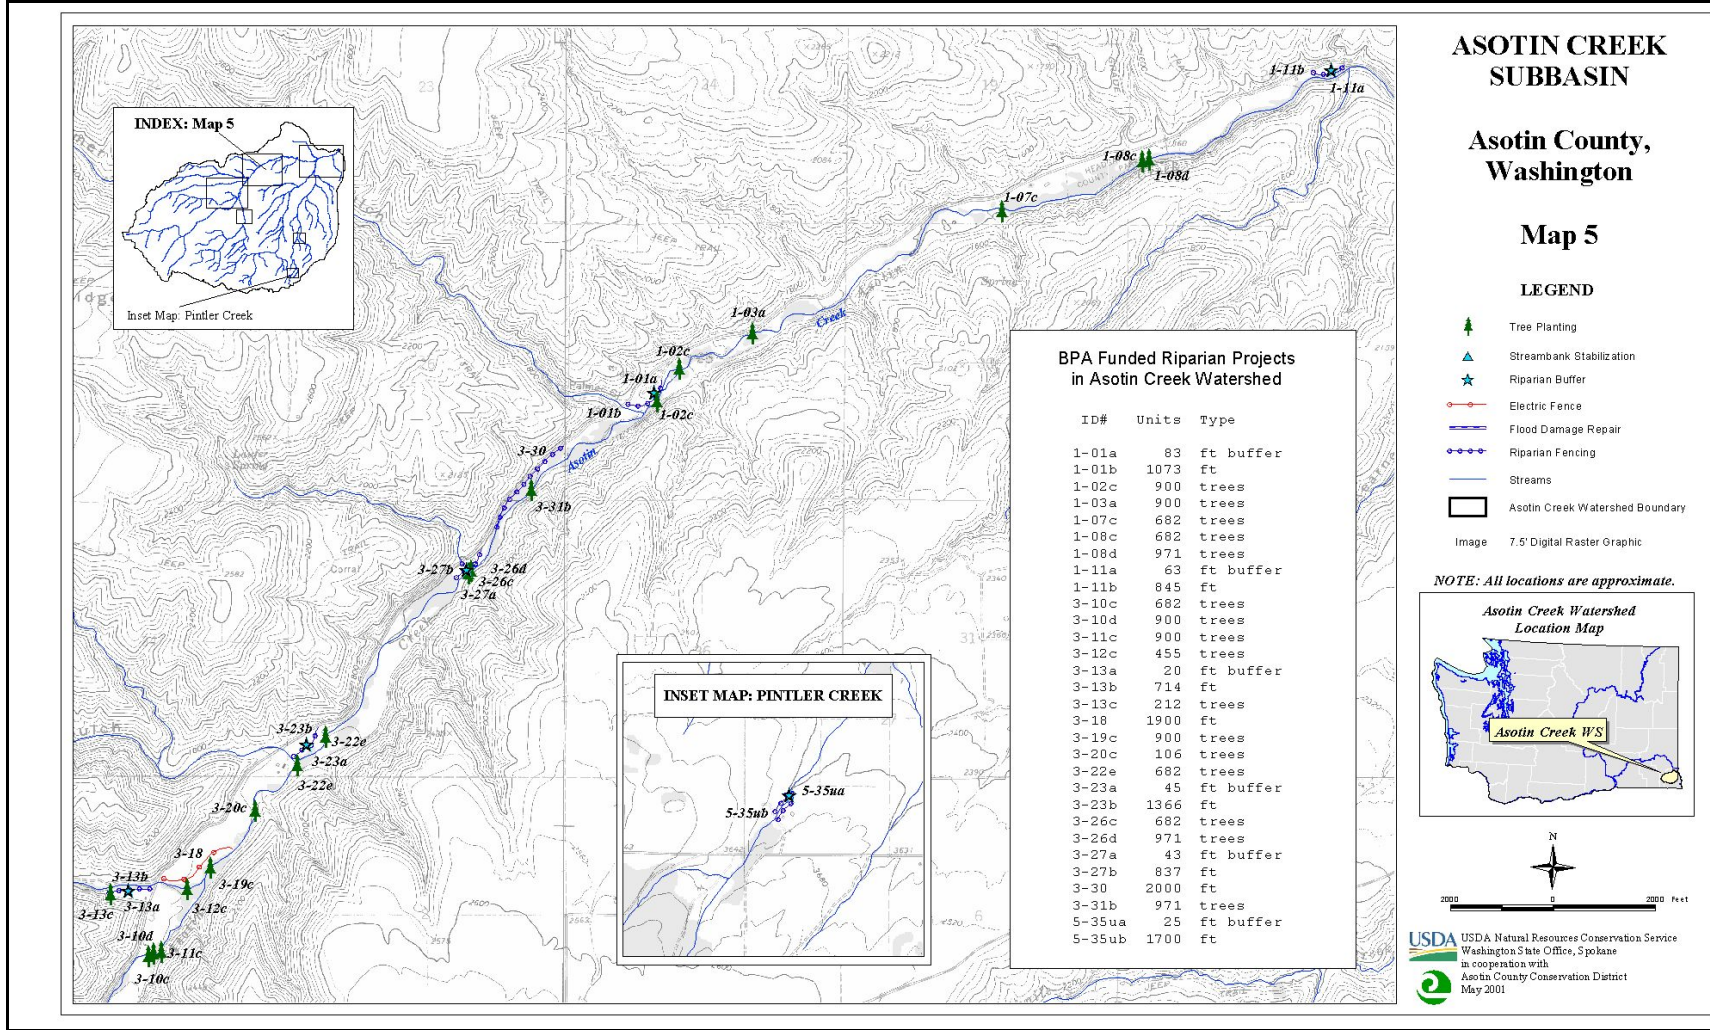 ASOTIN CREEK
SUBBASIN
Asotin County,
Washington
Map 5
LEGEND
Tree Planting
Streambank Stabilization
Riparian Buffer
Electric Fence
Flood Damage Repair
Riparian Fencing
Streams
Asotin Creek Watershed Boundary
Image 7.5' Digital Raster Graphic
NOTE: All locations are approximate.
Asotin Creek Watershed
Location Map
Asotin Creek WS
N
2000 0 2000 Feet
USDA
USDA Natural Resources Conservation Service
Washington State Office, Spokane
in cooperation with
Asotin County Conservation District
May 2001
INDEX: Map 5
Inset Map: Pintler Creek
1-11b
1-11a
1-08c
1-08d
1-07c
1-03a
Creek
1-02c
1-01a
1-01b
1-02c
3-30
Asotin
3-31b
3-27b
3-26d
3-26c
3-27a
Creek
3-23b
3-22e
3-23a
3-22e
3-20c
3-18
3-13b
3-19c
3-13c
3-13a
3-12c
3-10d
3-11c
3-10c
INSET MAP: PINTLER CREEK
5-35ua
5-35ub
BPA Funded Riparian Projects
in Asotin Creek Watershed
ID# Units Type
1-01a 83 ft buffer
1-01b 1073 ft
1-02c 900 trees
1-03a 900 trees
1-07c 682 trees
1-08c 682 trees
1-08d 971 trees
1-11a 63 ft buffer
1-11b 845 ft
3-10c 682 trees
3-10d 900 trees
3-11c 900 trees
3-12c 455 trees
3-13a 20 ft buffer
3-13b 714 ft
3-13c 212 trees
3-18 1900 ft
3-19c 900 trees
3-20c 106 trees
3-22e 682 trees
3-23a 45 ft buffer
3-23b 1366 ft
3-26c 682 trees
3-26d 971 trees
3-27a 43 ft buffer
3-27b 837 ft
3-30 2000 ft
3-31b 971 trees
5-35ua 25 ft buffer
5-35ub 1700 ft